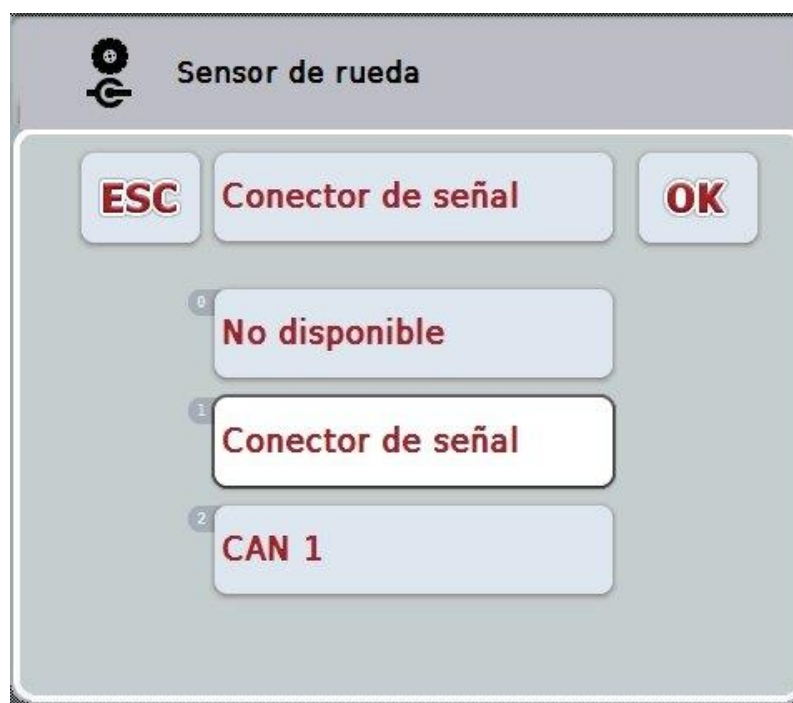 Sensor de rueda
ESC Conector de señal OK
0
No disponible
1
Conector de señal
2
CAN 1